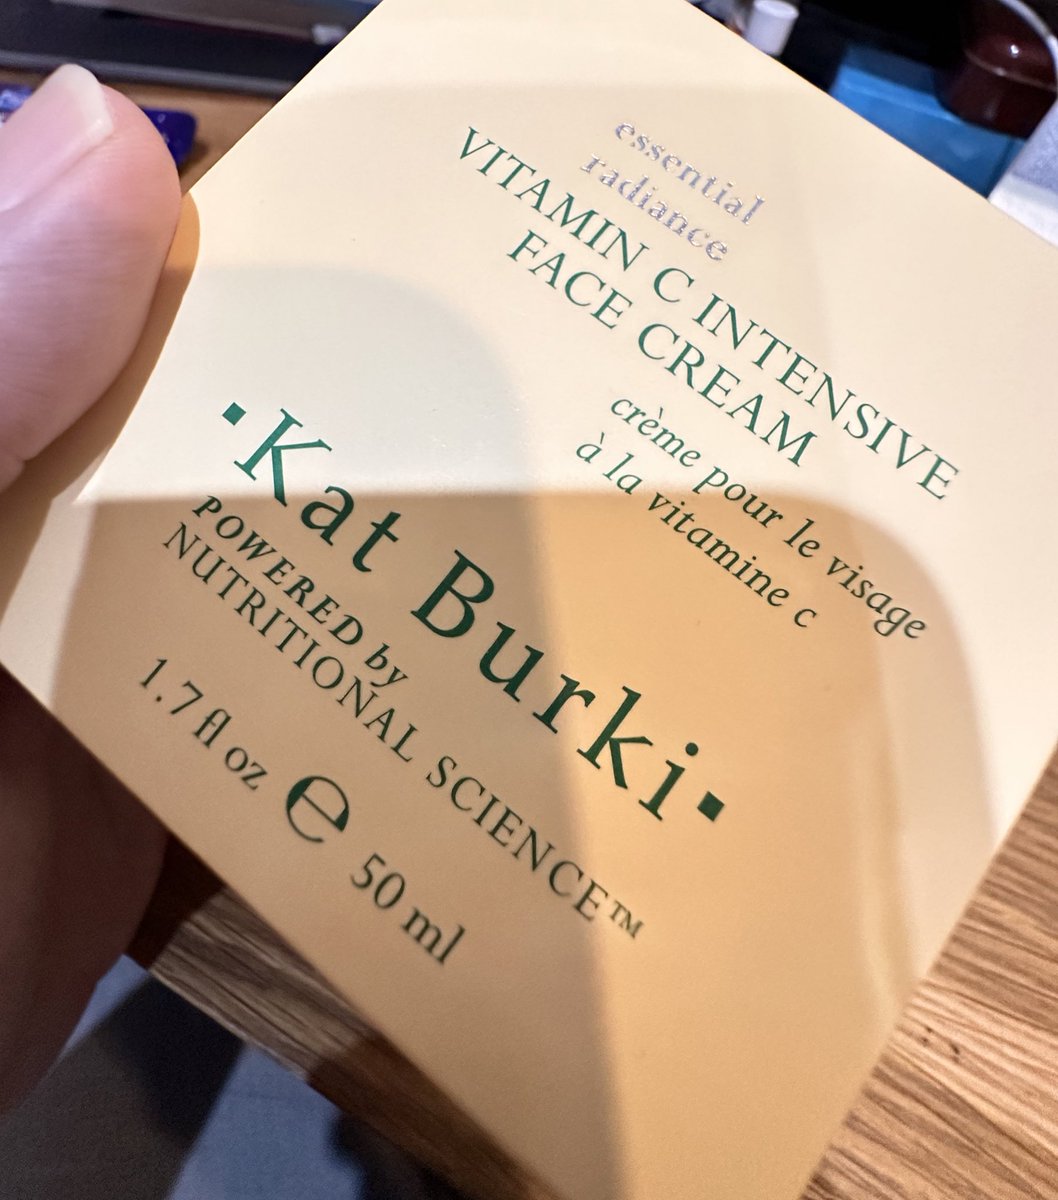 essential
radiance
VITAMIN C INTENSIVE
FACE CREAM
crème pour le visage
à la vitamine c
·Kat Burki·
POWERED by
NUTRITIONAL SCIENCE™
1.7 fl oz ℮ 50 ml